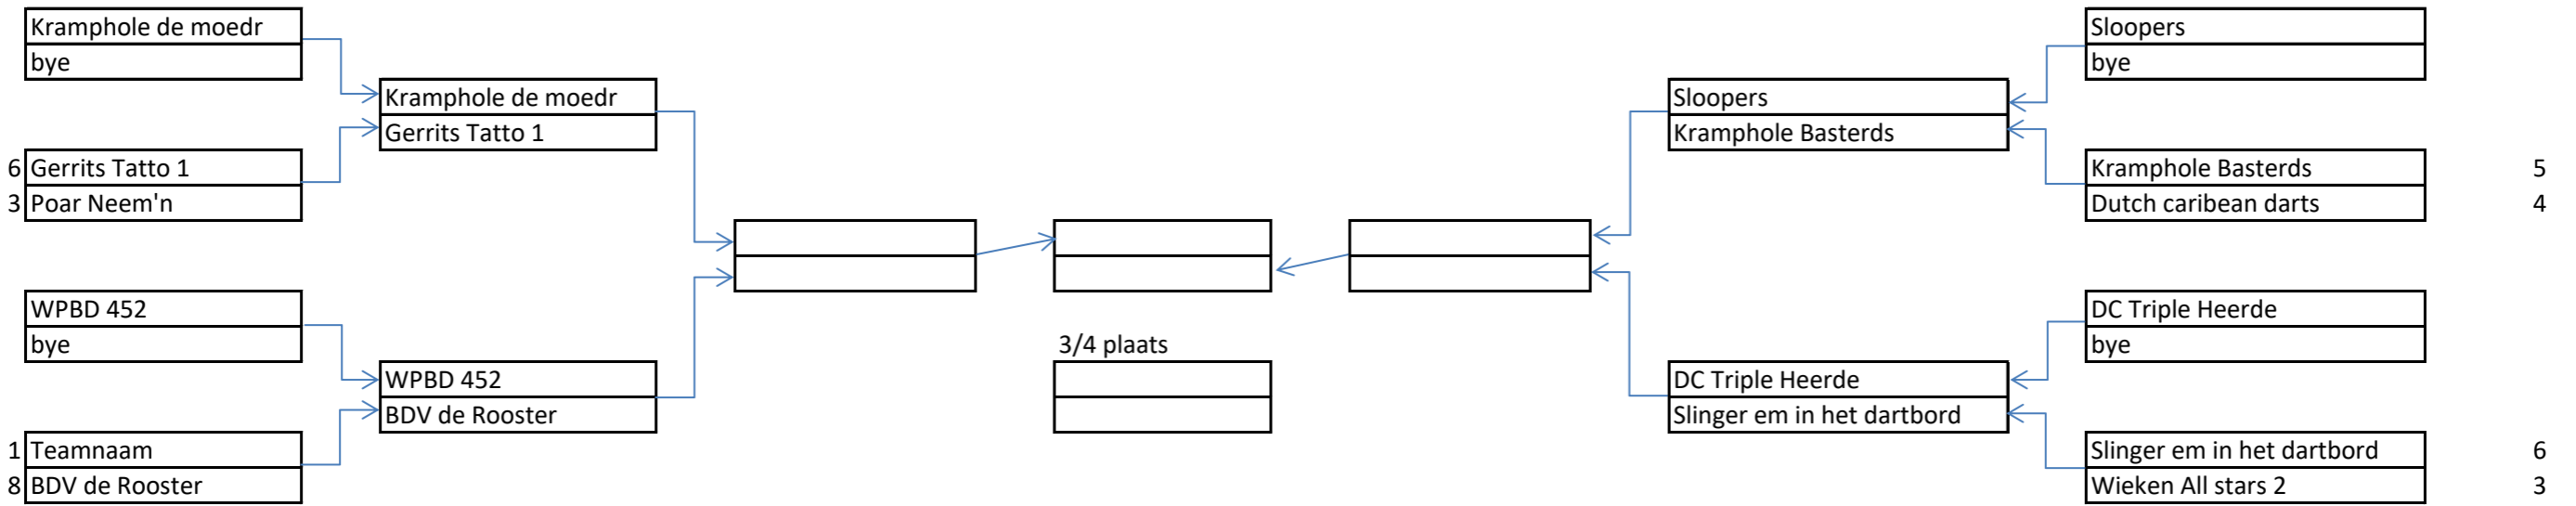 Kramphole de moedr
bye
6 Gerrits Tatto 1
3 Poar Neem'n
WPBD 452
bye
1 Teamnaam
8 BDV de Rooster
Kramphole de moedr
Gerrits Tatto 1
WPBD 452
BDV de Rooster
3/4 plaats
Sloopers
Kramphole Basterds
DC Triple Heerde
Slinger em in het dartbord
Sloopers
bye
Kramphole Basterds 5
Dutch caribean darts 4
DC Triple Heerde
bye
Slinger em in het dartbord 6
Wieken All stars 2 3